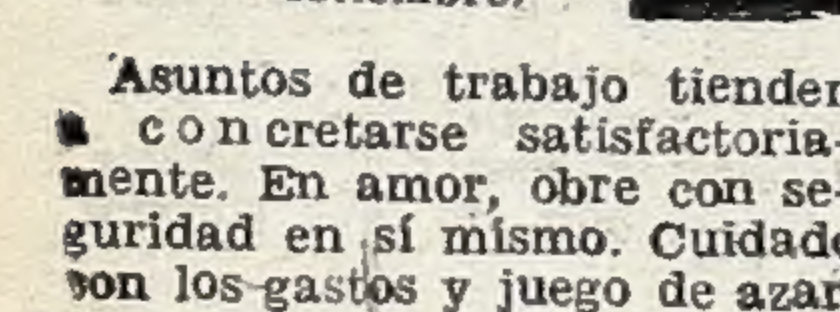 Asuntos de trabajo tienden
a concretarse satisfactoria-
mente. En amor, obre con se-
guridad en sí mismo. Cuidado
con los gastos y juego de azar